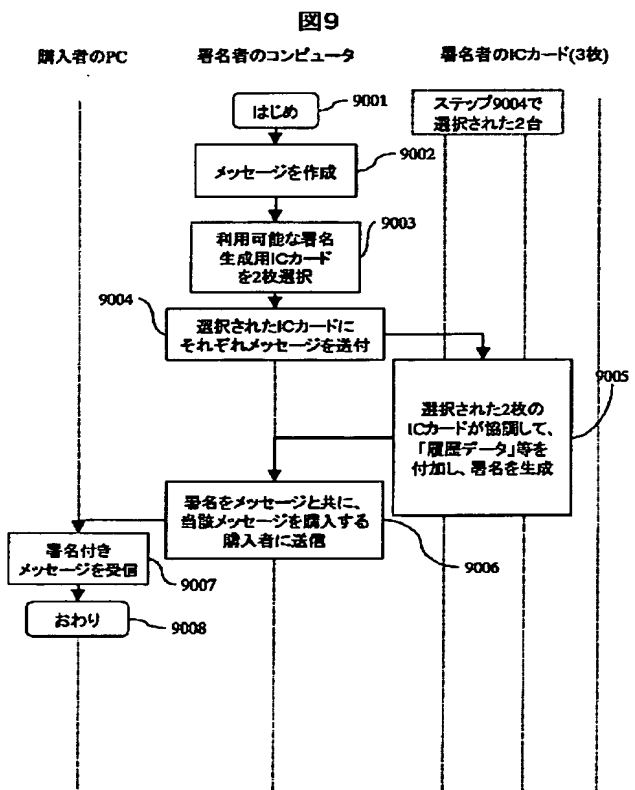 図9
購入者のPC
署名者のコンピュータ
署名者のICカード(3枚)
はじめ
9001
ステップ9004で
選択された2台
メッセージを作成
9002
利用可能な署名
生成用ICカード
を2枚選択
9003
9004
選択されたICカードに
それぞれメッセージを送付
選択された2枚の
ICカードが協調して、
「履歴データ」等を
付加し、署名を生成
9005
署名をメッセージと共に、
当該メッセージを購入する
購入者に送信
9006
署名付き
メッセージを受信
9007
おわり
9008